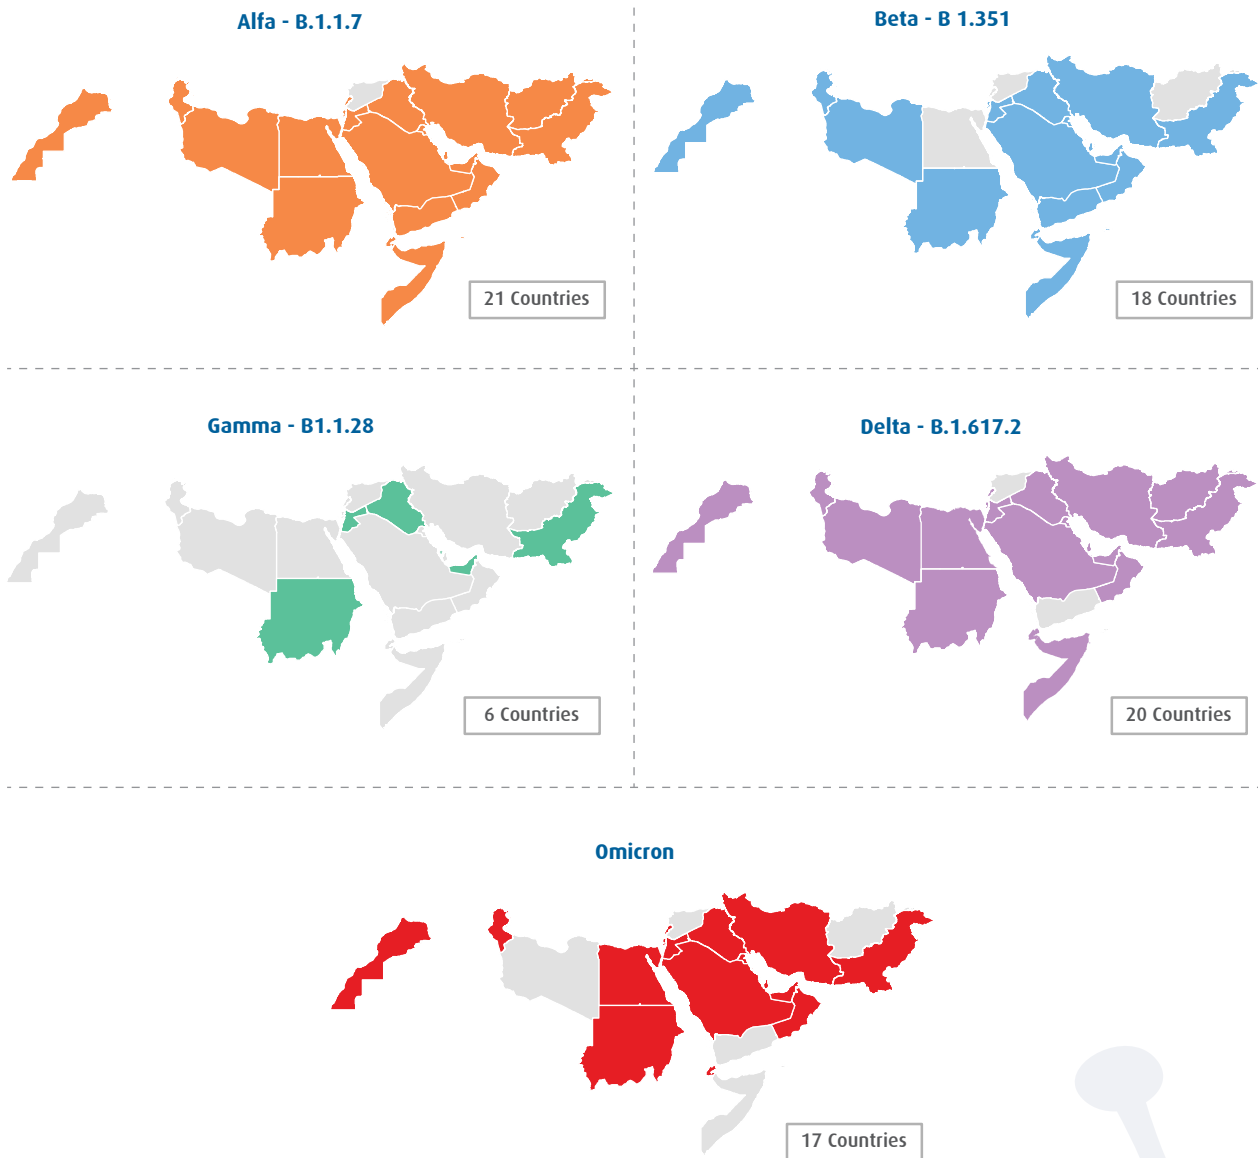 Alfa - B.1.1.7
Beta - B 1.351
21 Countries
18 Countries
Gamma - B1.1.28
Delta - B.1.617.2
6 Countries
20 Countries
Omicron
17 Countries